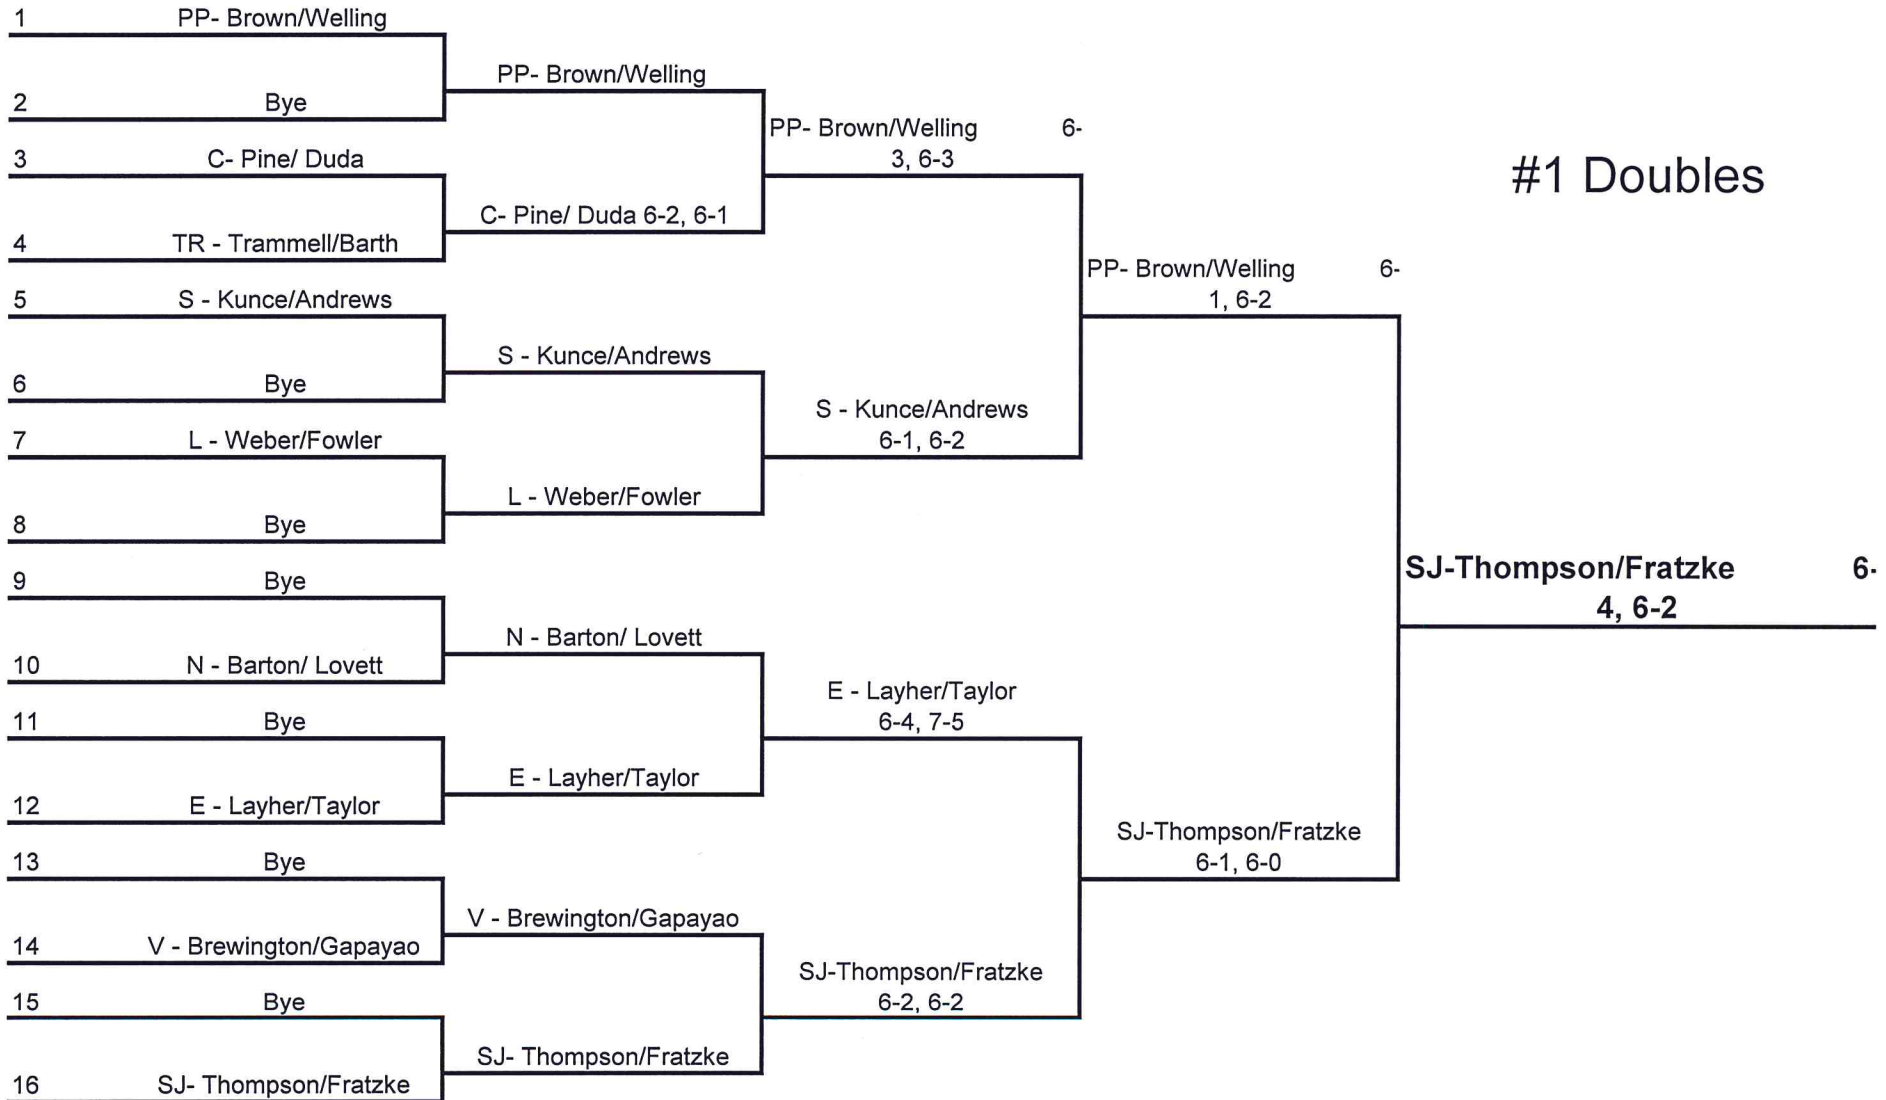 1 PP- Brown/Welling
2 Bye
3 C- Pine/ Duda
4 TR - Trammell/Barth
5 S - Kunce/Andrews
6 Bye
7 L - Weber/Fowler
8 Bye
9 Bye
10 N - Barton/ Lovett
11 Bye
12 E - Layher/Taylor
13 Bye
14 V - Brewington/Gapayao
15 Bye
16 SJ- Thompson/Fratzke
PP- Brown/Welling
C- Pine/ Duda 6-2, 6-1
S - Kunce/Andrews
L - Weber/Fowler
N - Barton/ Lovett
E - Layher/Taylor
V - Brewington/Gapayao
SJ- Thompson/Fratzke
PP- Brown/Welling 6-
3, 6-3
S - Kunce/Andrews
6-1, 6-2
E - Layher/Taylor
6-4, 7-5
SJ-Thompson/Fratzke
6-2, 6-2
PP- Brown/Welling 6-
1, 6-2
SJ-Thompson/Fratzke
6-1, 6-0
#1 Doubles
SJ-Thompson/Fratzke 6-
4, 6-2